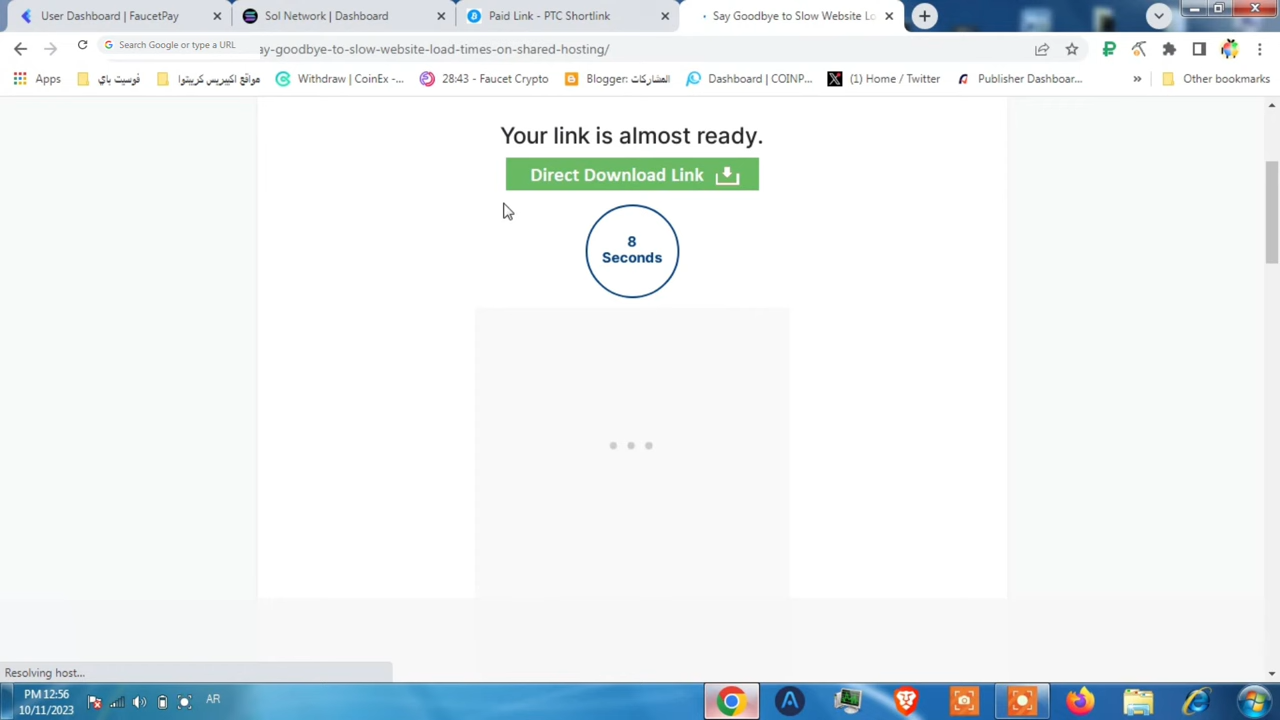 User Dashboard | FaucetPay
Sol Network | Dashboard
Paid Link - PTC Shortlink
Say Goodbye to Slow Website Lo
Search Google or type a URL
ay-goodbye-to-slow-website-load-times-on-shared-hosting/
Apps
فوسيت باي
مواقع اكيبريس كريبتوا
Withdraw | CoinEx -...
28:43 - Faucet Crypto
Blogger: المشاركات
Dashboard | COINP...
(1) Home / Twitter
Publisher Dashboar...
»
Other bookmarks
Your link is almost ready.
Direct Download Link
8
Seconds
Resolving host...
PM 12:56
10/11/2023
AR